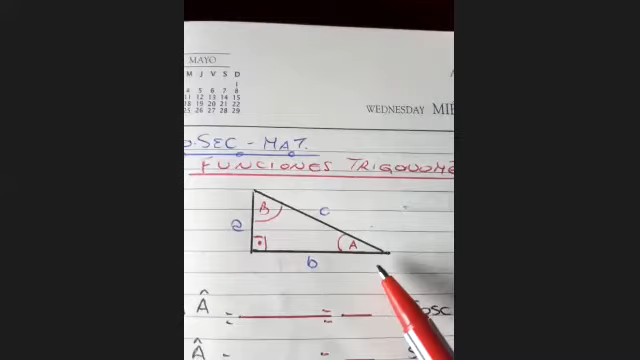 MAYO
M J V S D
1
4 5 6 7 8
11 12 13 14 15
18 19 20 21 22
25 26 27 28 29
WEDNESDAY
SEC - MAT.
FUNCIONES TRIGONOME
B c
a
A
b
Â = =
Â =